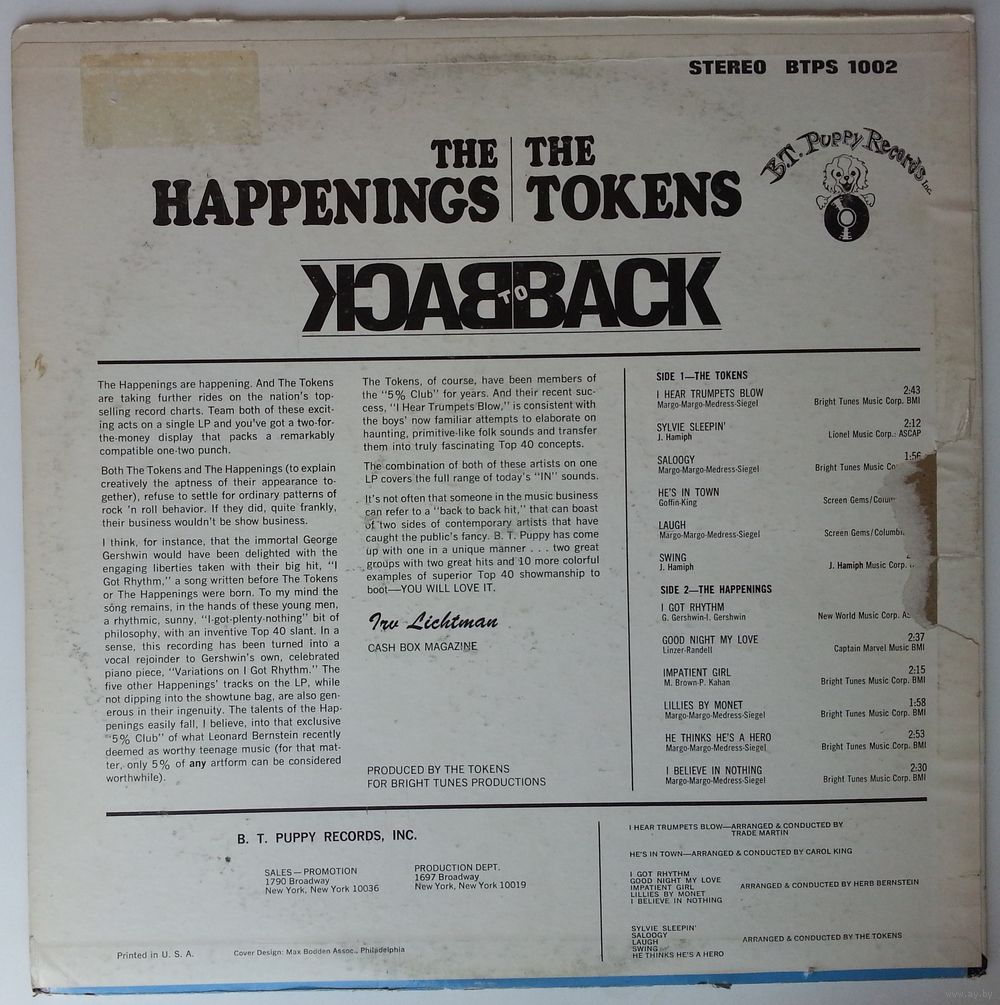 STEREO BTPS 1002
THE HAPPENINGS
THE TOKENS
B.T. Puppy Records Inc.
BACK TO BACK
The Happenings are happening. And The Tokens
are taking further rides on the nation's top-
selling record charts. Team both of these excit-
ing acts on a single LP and you've got a two-for-
the-money display that packs a remarkably
compatible one-two punch.
Both The Tokens and The Happenings (to explain
creatively the aptness of their appearance to-
gether), refuse to settle for ordinary patterns of
rock 'n roll behavior. If they did, quite frankly,
their business wouldn't be show business.
I think, for instance, that the immortal George
Gershwin would have been delighted with the
engaging liberties taken with their big hit, "I
Got Rhythm," a song written before The Tokens
or The Happenings were born. To my mind the
song remains, in the hands of these young men,
a rhythmic, sunny, "I-got-plenty-nothing" bit of
philosophy, with an inventive Top 40 slant. In a
sense, this recording has been turned into a
vocal rejoinder to Gershwin's own, celebrated
piano piece, "Variations on I Got Rhythm." The
five other Happenings' tracks on the LP, while
not dipping into the showtune bag, are also gen-
erous in their ingenuity. The talents of the Hap-
penings easily fall, I believe, into that exclusive
"5% Club" of what Leonard Bernstein recently
deemed as worthy teenage music (for that mat-
ter, only 5% of any artform can be considered
worthwhile).
The Tokens, of course, have been members of
the "5% Club" for years. And their recent suc-
cess, "I Hear Trumpets Blow," is consistent with
the boys' now familiar attempts to elaborate on
haunting, primitive-like folk sounds and transfer
them into truly fascinating Top 40 concepts.
The combination of both of these artists on one
LP covers the full range of today's "IN" sounds.
It's not often that someone in the music business
can refer to a "back to back hit," that can boast
of two sides of contemporary artists that have
caught the public's fancy. B. T. Puppy has come
up with one in a unique manner . . . two great
groups with two great hits and 10 more colorful
examples of superior Top 40 showmanship to
boot—YOU WILL LOVE IT.
Irv Lichtman
CASH BOX MAGAZINE
PRODUCED BY THE TOKENS
FOR BRIGHT TUNES PRODUCTIONS
SIDE 1—THE TOKENS
I HEAR TRUMPETS BLOW 2:43
Margo-Margo-Medress-Siegel Bright Tunes Music Corp. BMI
SYLVIE SLEEPIN' 2:12
J. Hamiph Lionel Music Corp.: ASCAP
SALOOGY 1:56
Margo-Margo-Medress-Siegel Bright Tunes Music
HE'S IN TOWN
Goffin-King Screen Gems/
LAUGH
Margo-Margo-Medress-Siegel Screen Gems/
SWING
J. Hamiph J. Hamiph Music Corp.
SIDE 2—THE HAPPENINGS
I GOT RHYTHM
G. Gershwin-I. Gershwin New World Music Corp.
GOOD NIGHT MY LOVE 2:37
Linzer-Randell Captain Marvel Music BMI
IMPATIENT GIRL 2:15
M. Brown-P. Kahan Bright Tunes Music Corp. BMI
LILLIES BY MONET 1:58
Margo-Margo-Medress-Siegel Bright Tunes Music Corp. BMI
HE THINKS HE'S A HERO 2:53
Margo-Margo-Medress-Siegel Bright Tunes Music Corp. BMI
I BELIEVE IN NOTHING 2:30
Margo-Margo-Medress-Siegel Bright Tunes Music Corp. BMI
B. T. PUPPY RECORDS, INC.
SALES—PROMOTION
1790 Broadway
New York, New York 10036
PRODUCTION DEPT.
1697 Broadway
New York, New York 10019
I HEAR TRUMPETS BLOW—ARRANGED & CONDUCTED BY
TRADE MARTIN
HE'S IN TOWN—ARRANGED & CONDUCTED BY CAROL KING
I GOT RHYTHM
GOOD NIGHT MY LOVE
IMPATIENT GIRL ARRANGED & CONDUCTED BY HERB BERNSTEIN
LILLIES BY MONET
I BELIEVE IN NOTHING
SYLVIE SLEEPIN'
SALOOGY
LAUGH ARRANGED & CONDUCTED BY THE TOKENS
SWING
HE THINKS HE'S A HERO
Printed in U. S. A.
Cover Design: Max Bodden Assoc., Philadelphia
www.ay.by